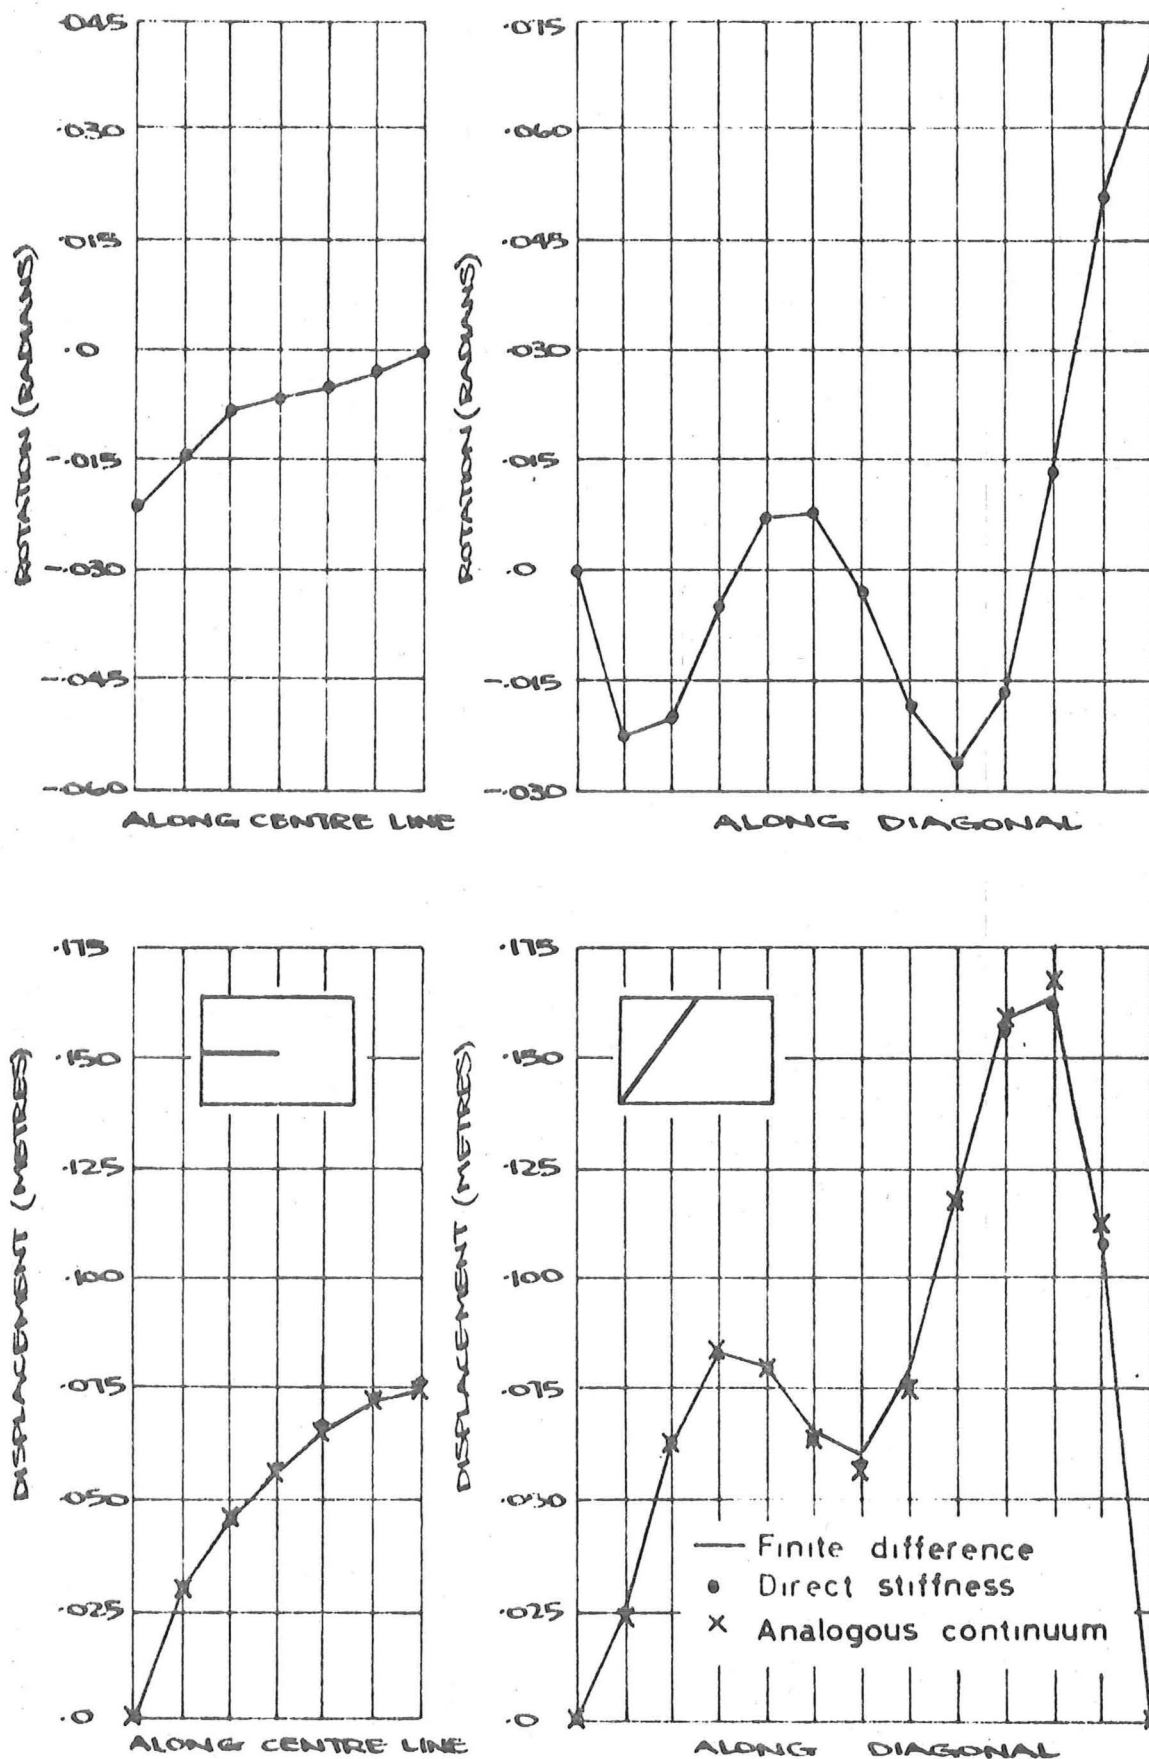 .045
.030
.015
.0
-.015
-.030
-.045
-.060
ROTATION (RADIANS)
ALONG CENTRE LINE
.075
.060
.045
.030
.015
.0
-.015
-.030
ROTATION (RADIANS)
ALONG DIAGONAL
.175
.150
.125
.100
.075
.050
.025
.0
DISPLACEMENT (METRES)
ALONG CENTRE LINE
.175
.150
.125
.100
.075
.050
.025
.0
DISPLACEMENT (METRES)
Finite difference
Direct stiffness
Analogous continuum
ALONG DIAGONAL